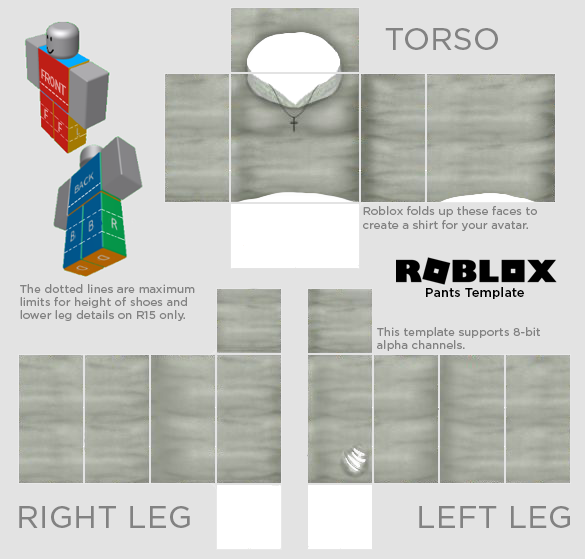 TORSO
FRONT
F
F
L
BACK
B
B
R
Roblox folds up these faces to
create a shirt for your avatar.
ROBLOX
Pants Template
The dotted lines are maximum
limits for height of shoes and
lower leg details on R15 only.
This template supports 8-bit
alpha channels.
RIGHT LEG
LEFT LEG